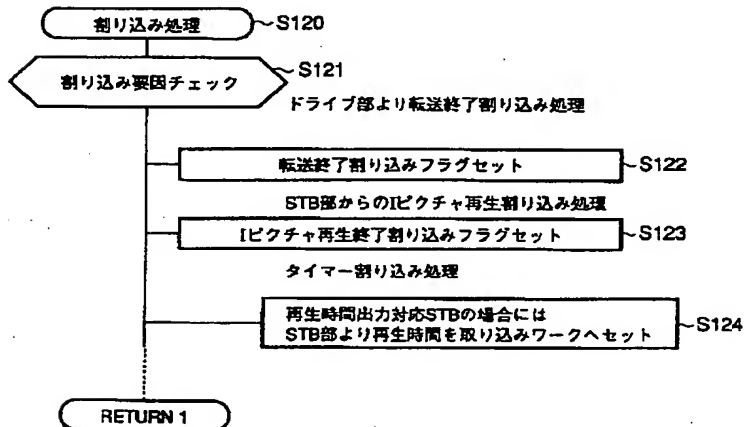 割り込み処理
S120
割り込み要因チェック
S121
ドライブ部より転送終了割り込み処理
転送終了割り込みフラグセット
S122
STB部からのIピクチャ再生割り込み処理
Iピクチャ再生終了割り込みフラグセット
S123
タイマー割り込み処理
再生時間出力対応STBの場合には
STB部より再生時間を取り込みワークへセット
S124
RETURN 1